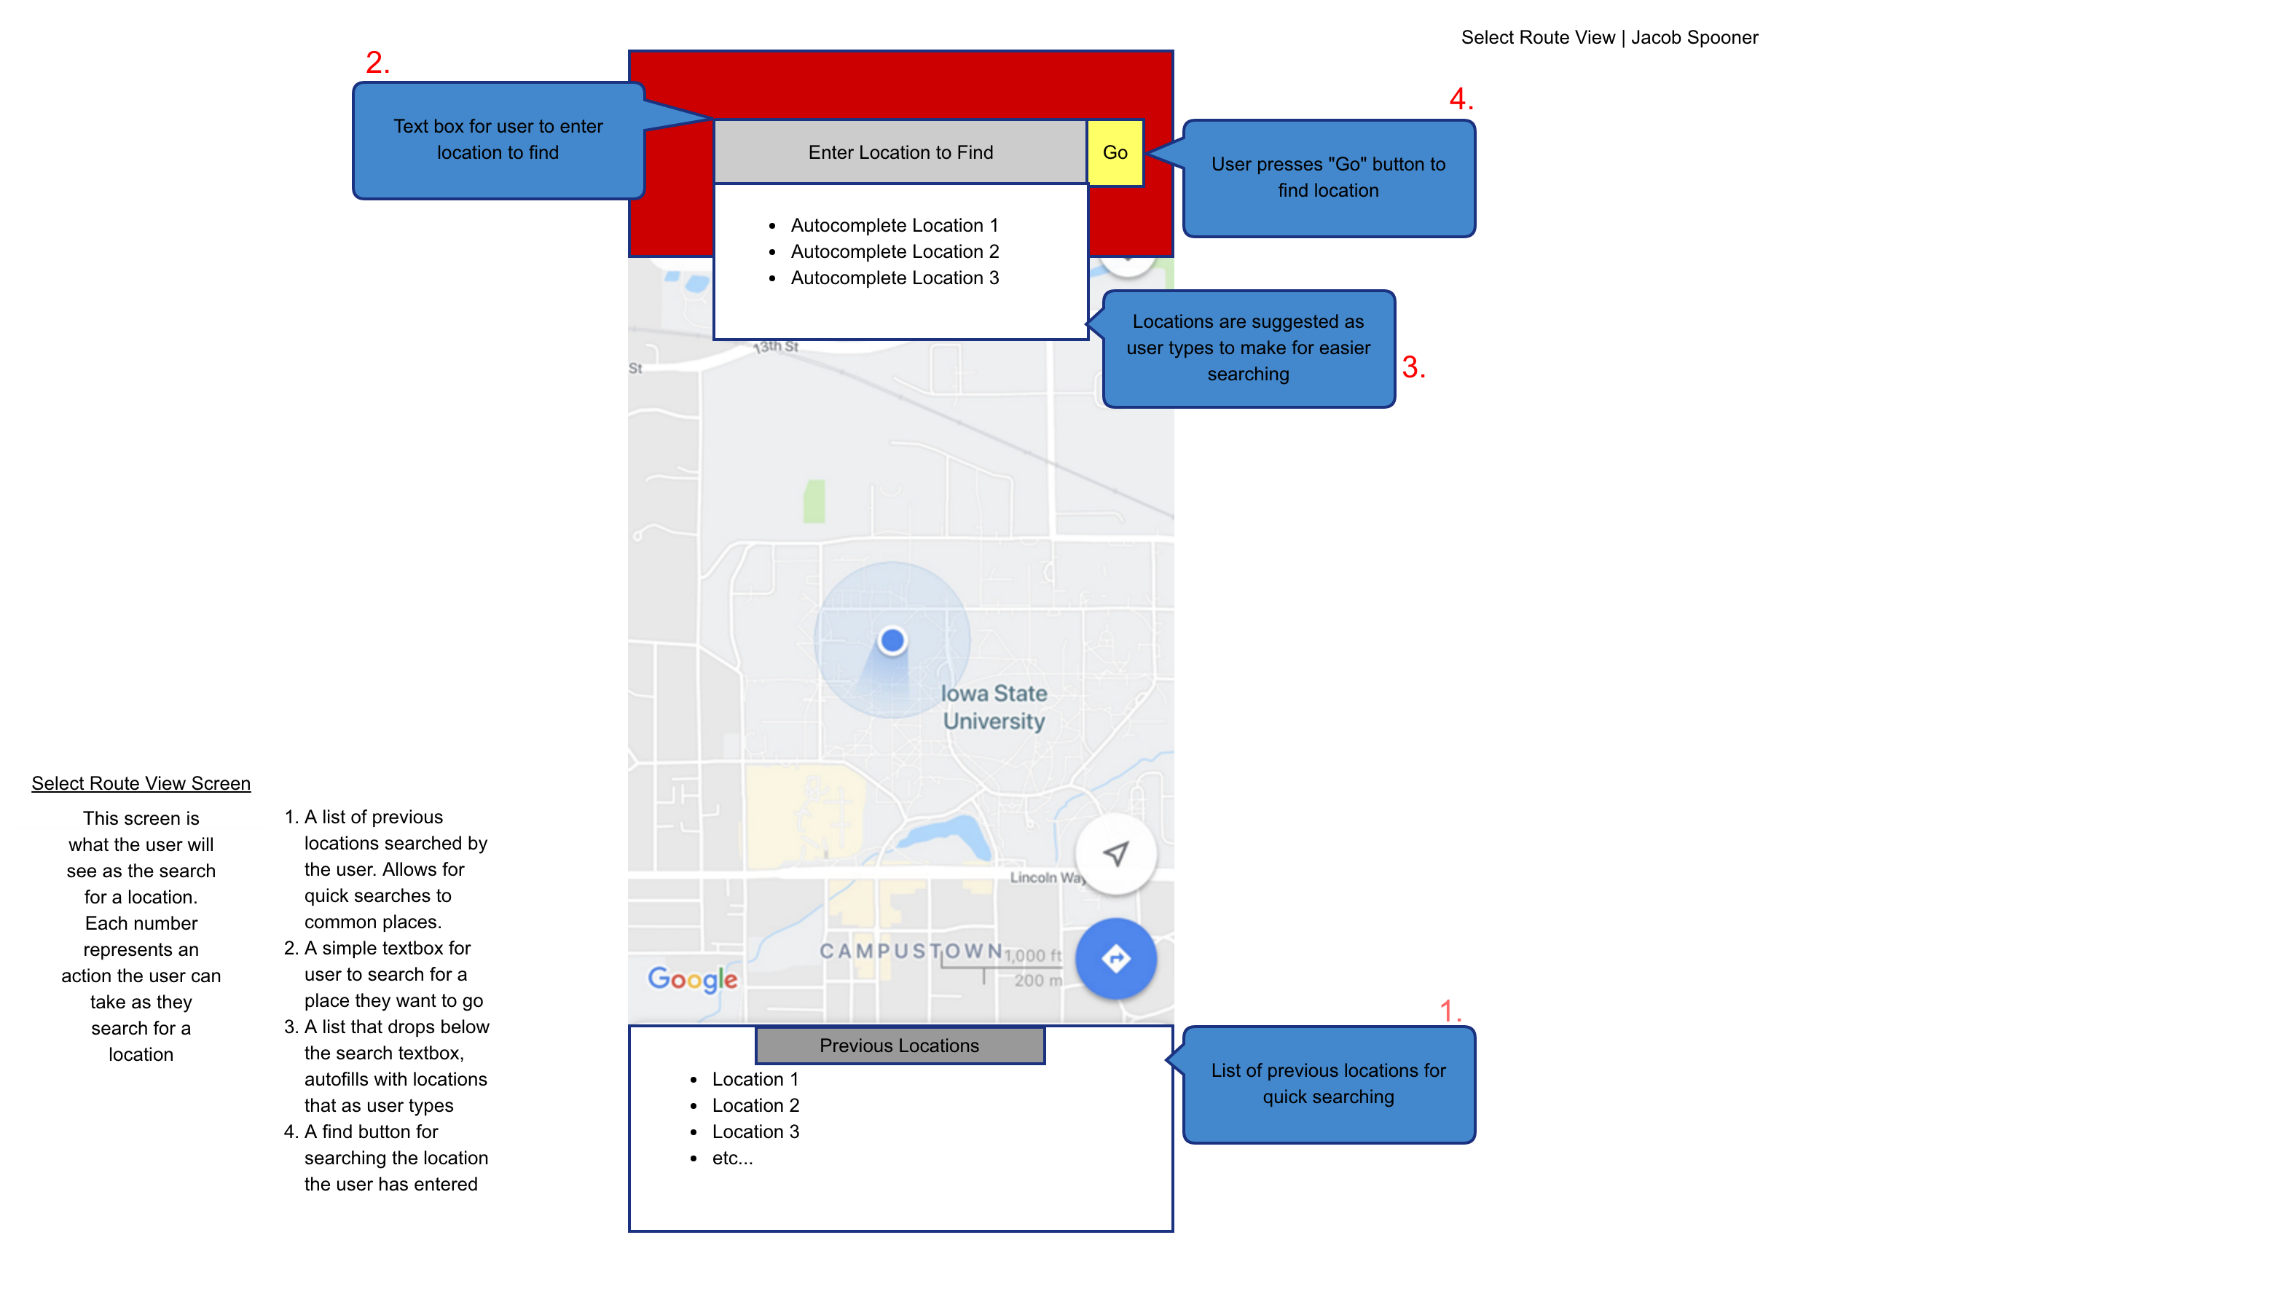 Select Route View | Jacob Spooner
2.
Text box for user to enter
location to find
Enter Location to Find
Go
4.
User presses "Go" button to
find location
Autocomplete Location 1
Autocomplete Location 2
Autocomplete Location 3
Locations are suggested as
user types to make for easier
searching
3.
13th St
St
Iowa State
University
Lincoln Way
CAMPUSTOWN
1,000 ft
200 m
Google
Select Route View Screen
This screen is
what the user will
see as the search
for a location.
Each number
represents an
action the user can
take as they
search for a
location
1. A list of previous
locations searched by
the user. Allows for
quick searches to
common places.
2. A simple textbox for
user to search for a
place they want to go
3. A list that drops below
the search textbox,
autofills with locations
that as user types
4. A find button for
searching the location
the user has entered
Previous Locations
Location 1
Location 2
Location 3
etc...
1.
List of previous locations for
quick searching